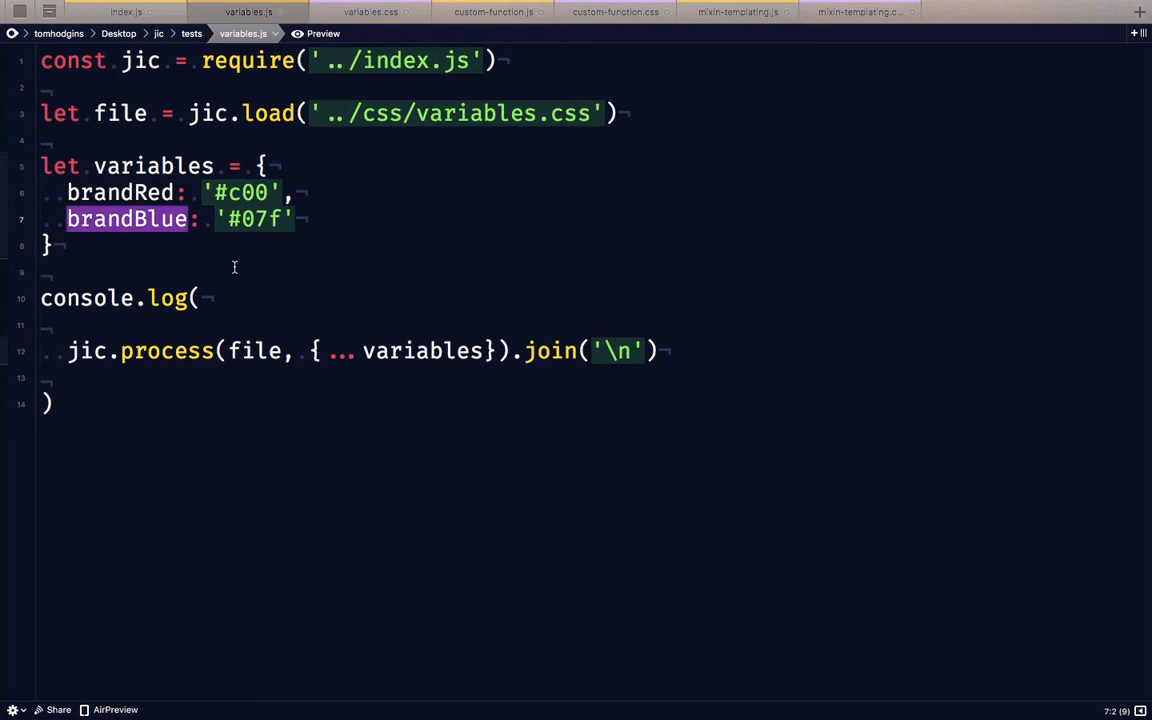 index.js
variables.js
variables.css
custom-function.js
custom-function.css
mixin-templating.js
mixin-templating.c...
tomhodgins
Desktop
jic
tests
variables.js
Preview
1 const jic = require('../index.js')¬
2 ¬
3 let file = jic.load('../css/variables.css')¬
4 ¬
5 let variables = {¬
6 brandRed: '#c00',¬
7 brandBlue: '#07f'¬
8 }¬
9 ¬
10 console.log(¬
11 ¬
12 jic.process(file, {...variables}).join('\n')¬
13 ¬
14 )
Share
AirPreview
7:2 (9)